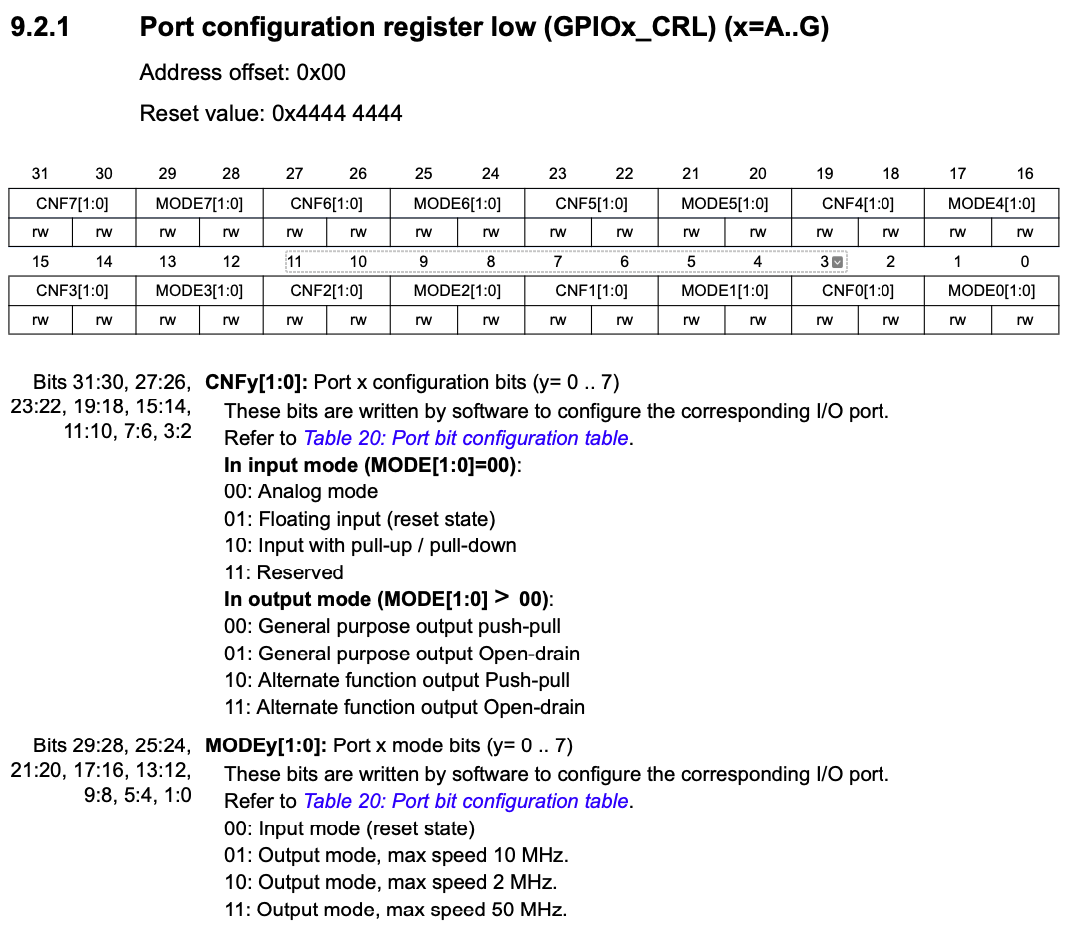 9.2.1 Port configuration register low (GPIOx_CRL) (x=A..G)
Address offset: 0x00
Reset value: 0x4444 4444
31 30 29 28 27 26 25 24 23 22 21 20 19 18 17 16
CNF7[1:0] MODE7[1:0] CNF6[1:0] MODE6[1:0] CNF5[1:0] MODE5[1:0] CNF4[1:0] MODE4[1:0]
rw rw rw rw rw rw rw rw rw rw rw rw rw rw rw rw
15 14 13 12 11 10 9 8 7 6 5 4 3 2 1 0
CNF3[1:0] MODE3[1:0] CNF2[1:0] MODE2[1:0] CNF1[1:0] MODE1[1:0] CNF0[1:0] MODE0[1:0]
rw rw rw rw rw rw rw rw rw rw rw rw rw rw rw rw
Bits 31:30, 27:26, CNFy[1:0]: Port x configuration bits (y= 0 .. 7)
23:22, 19:18, 15:14, These bits are written by software to configure the corresponding I/O port.
11:10, 7:6, 3:2 Refer to Table 20: Port bit configuration table.
In input mode (MODE[1:0]=00):
00: Analog mode
01: Floating input (reset state)
10: Input with pull-up / pull-down
11: Reserved
In output mode (MODE[1:0] > 00):
00: General purpose output push-pull
01: General purpose output Open-drain
10: Alternate function output Push-pull
11: Alternate function output Open-drain
Bits 29:28, 25:24, MODEy[1:0]: Port x mode bits (y= 0 .. 7)
21:20, 17:16, 13:12, These bits are written by software to configure the corresponding I/O port.
9:8, 5:4, 1:0 Refer to Table 20: Port bit configuration table.
00: Input mode (reset state)
01: Output mode, max speed 10 MHz.
10: Output mode, max speed 2 MHz.
11: Output mode, max speed 50 MHz.